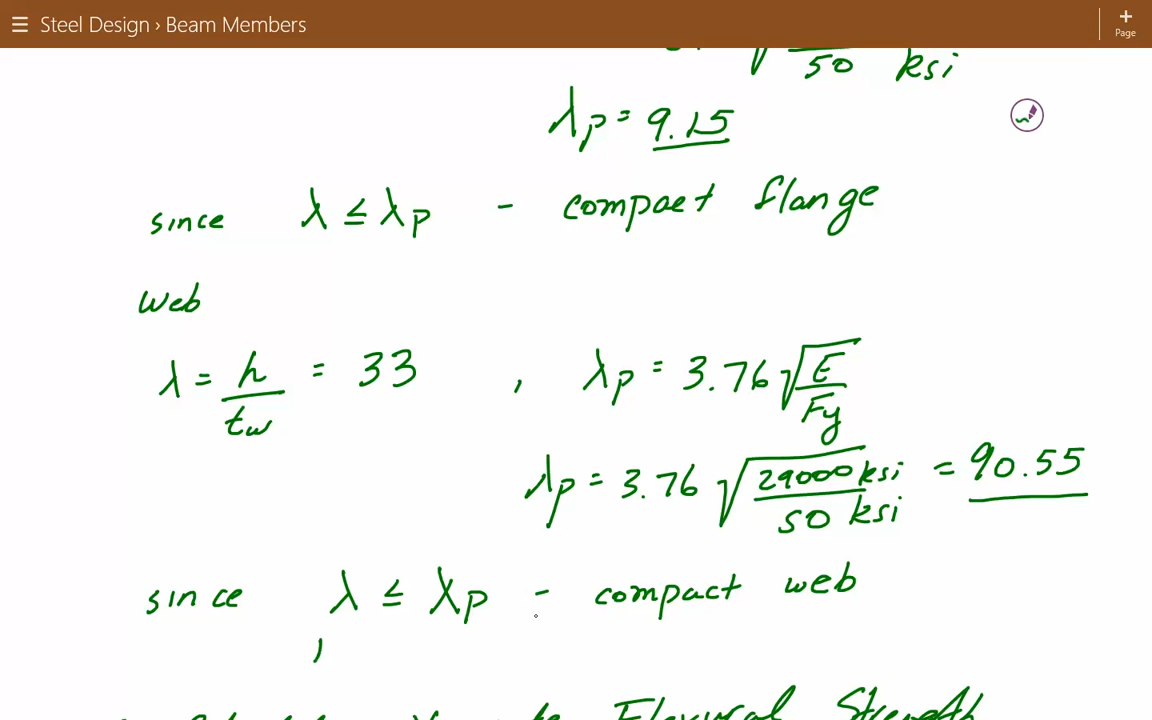 Steel Design › Beam Members
Page
50 ksi
λp = 9.15
since λ ≤ λp - compact flange
web
λ = h/tw = 33 , λp = 3.76 √(E/Fy)
λp = 3.76 √(29000 ksi/50 ksi) = 90.55
since λ ≤ λp - compact web
Flexural Strength